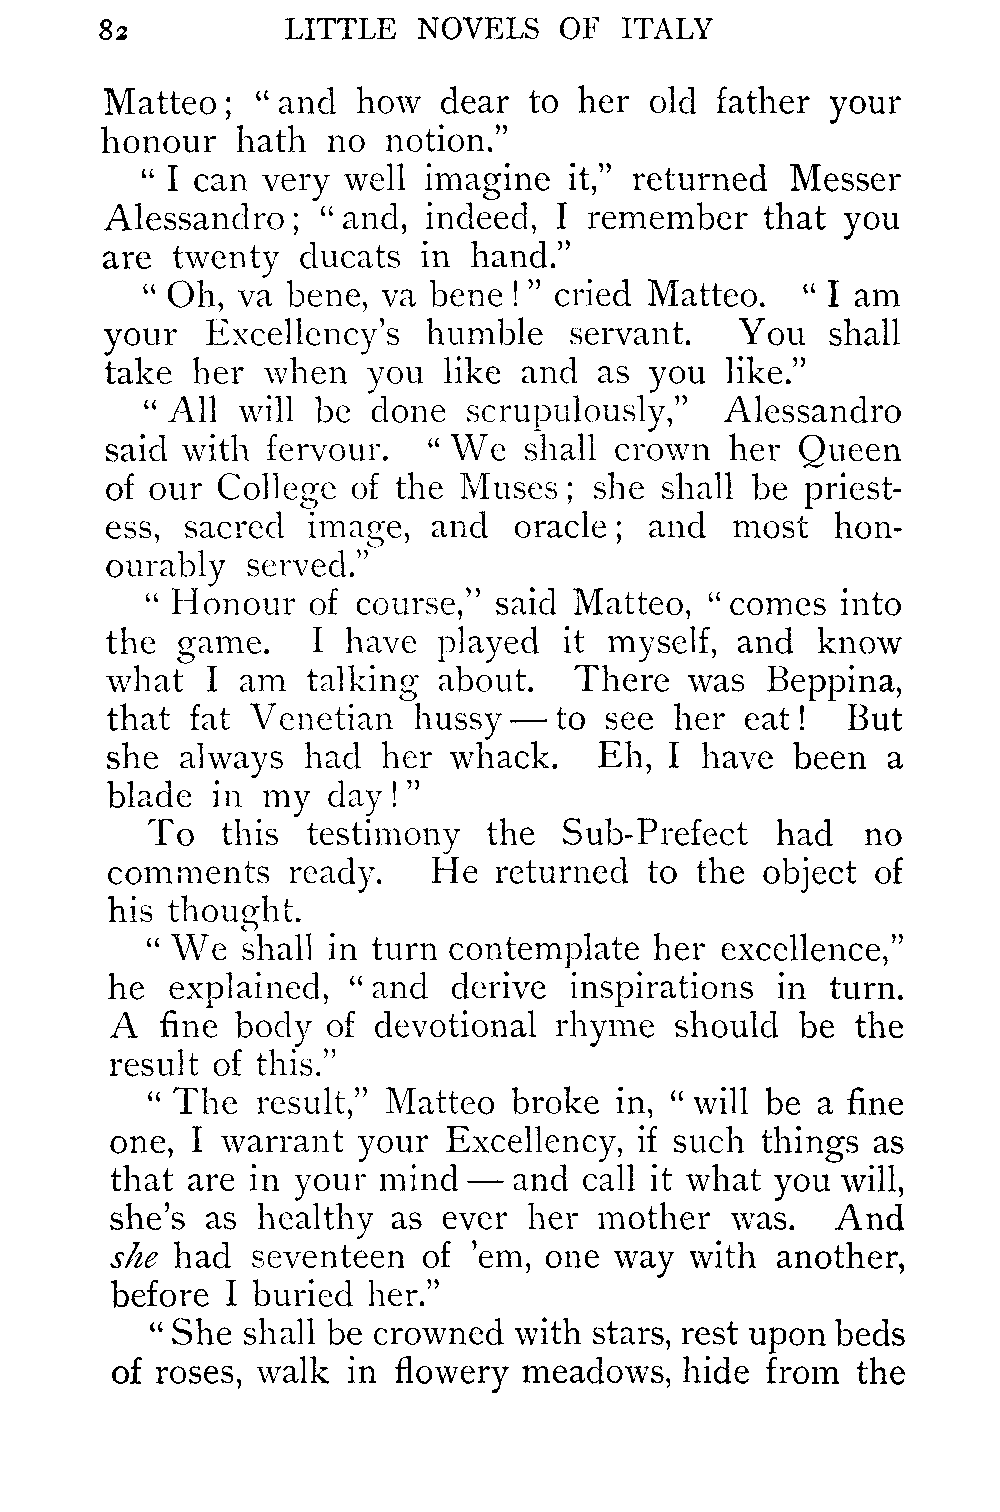 82 LITTLE NOVELS OF ITALY
Matteo; “and how dear to her old father your
honour hath no notion.”
“I can very well imagine it,” returned Messer
Alessandro; “and, indeed, I remember that you
are twenty ducats in hand.”
“Oh, va bene, va bene!” cried Matteo. “I am
your Excellency's humble servant. You shall
take her when you like and as you like.”
“All will be done scrupulously,” Alessandro
said with fervour. “We shall crown her Queen
of our College of the Muses; she shall be priest-
ess, sacred image, and oracle; and most hon-
ourably served.”
“Honour of course,” said Matteo, “comes into
the game. I have played it myself, and know
what I am talking about. There was Beppina,
that fat Venetian hussy — to see her eat! But
she always had her whack. Eh, I have been a
blade in my day!”
To this testimony the Sub-Prefect had no
comments ready. He returned to the object of
his thought.
“We shall in turn contemplate her excellence,”
he explained, “and derive inspirations in turn.
A fine body of devotional rhyme should be the
result of this.”
“The result,” Matteo broke in, “will be a fine
one, I warrant your Excellency, if such things as
that are in your mind — and call it what you will,
she's as healthy as ever her mother was. And
she had seventeen of 'em, one way with another,
before I buried her.”
“She shall be crowned with stars, rest upon beds
of roses, walk in flowery meadows, hide from the